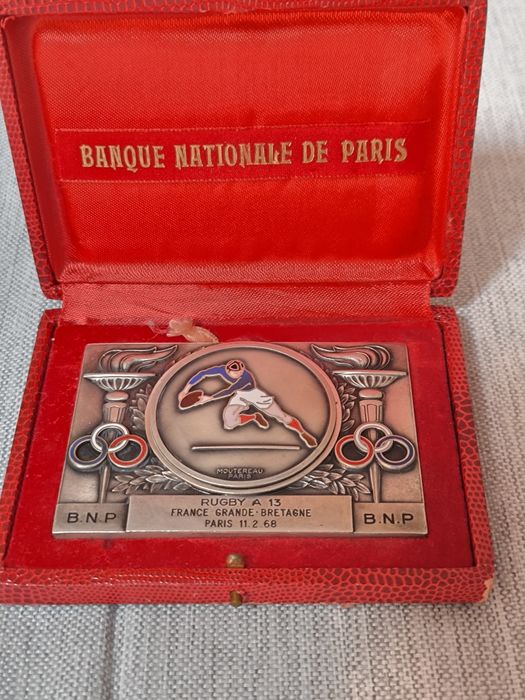 BANQUE NATIONALE DE PARIS
MOUTEREAU
PARIS
RUGBY A 13
FRANCE GRANDE-BRETAGNE
PARIS 11.2.68
B.N.P
B.N.P